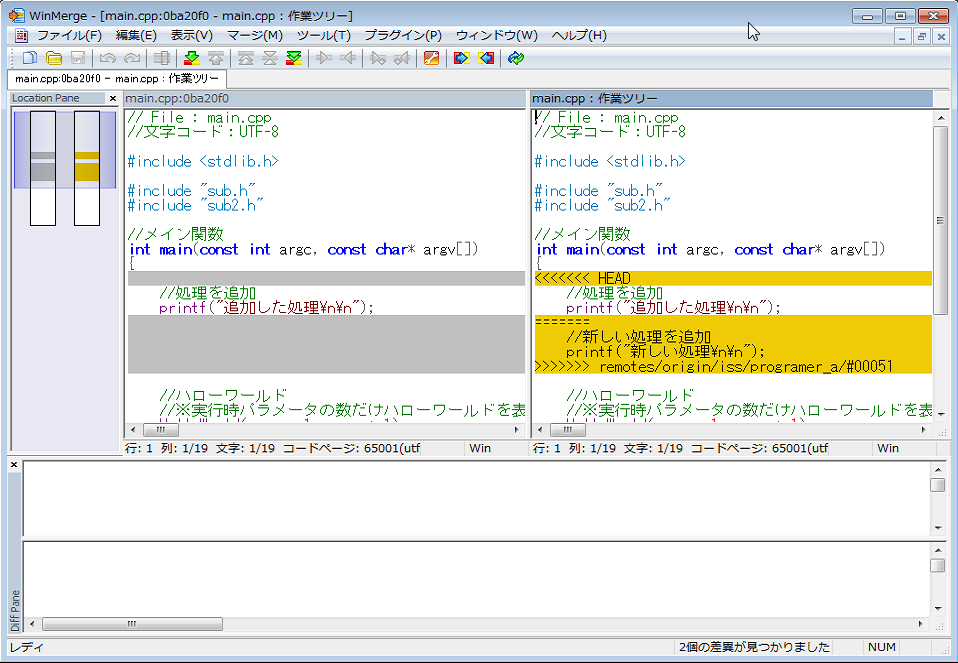 WinMerge - [main.cpp:0ba20f0 - main.cpp : 作業ツリー]
ファイル(F) 編集(E) 表示(V) マージ(M) ツール(T) プラグイン(P) ウィンドウ(W) ヘルプ(H)
main.cpp:0ba20f0 - main.cpp : 作業ツリー
Location Pane
main.cpp:0ba20f0
// File : main.cpp
//文字コード：UTF-8
#include <stdlib.h>
#include "sub.h"
#include "sub2.h"
//メイン関数
int main(const int argc, const char* argv[])
{
//処理を追加
printf("追加した処理¥n¥n");
//ハローワールド
//※実行時パラメータの数だけハローワールドを表
行: 1 列: 1/19 文字: 1/19 コードページ: 65001(utf Win
main.cpp : 作業ツリー
// File : main.cpp
//文字コード：UTF-8
#include <stdlib.h>
#include "sub.h"
#include "sub2.h"
//メイン関数
int main(const int argc, const char* argv[])
{
<<<<<<< HEAD
//処理を追加
printf("追加した処理¥n¥n");
=======
//新しい処理を追加
printf("新しい処理¥n¥n");
>>>>>>> remotes/origin/iss/programer_a/#00051
//ハローワールド
//※実行時パラメータの数だけハローワールドを表
行: 1 列: 1/19 文字: 1/19 コードページ: 65001(utf Win
Diff Pane
レディ 2個の差異が見つかりました NUM